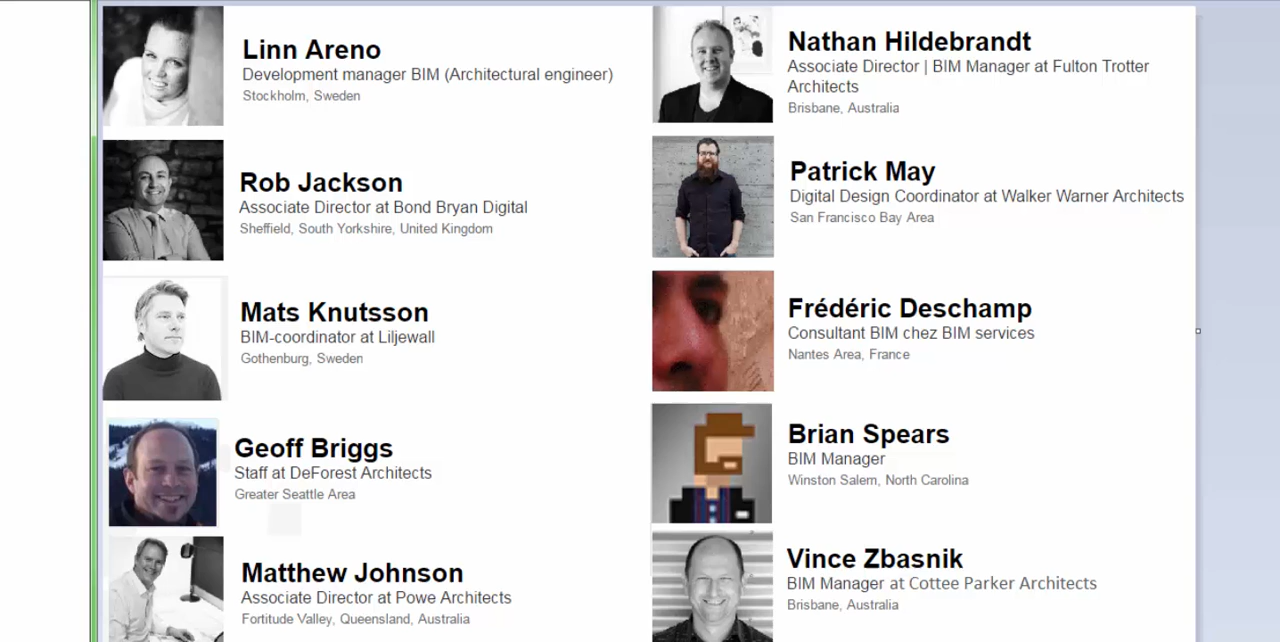 Linn Areno
Development manager BIM (Architectural engineer)
Stockholm, Sweden
Rob Jackson
Associate Director at Bond Bryan Digital
Sheffield, South Yorkshire, United Kingdom
Mats Knutsson
BIM-coordinator at Liljewall
Gothenburg, Sweden
Geoff Briggs
Staff at DeForest Architects
Greater Seattle Area
Matthew Johnson
Associate Director at Powe Architects
Fortitude Valley, Queensland, Australia
Nathan Hildebrandt
Associate Director | BIM Manager at Fulton Trotter
Architects
Brisbane, Australia
Patrick May
Digital Design Coordinator at Walker Warner Architects
San Francisco Bay Area
Frédéric Deschamp
Consultant BIM chez BIM services
Nantes Area, France
Brian Spears
BIM Manager
Winston Salem, North Carolina
Vince Zbasnik
BIM Manager at Cottee Parker Architects
Brisbane, Australia